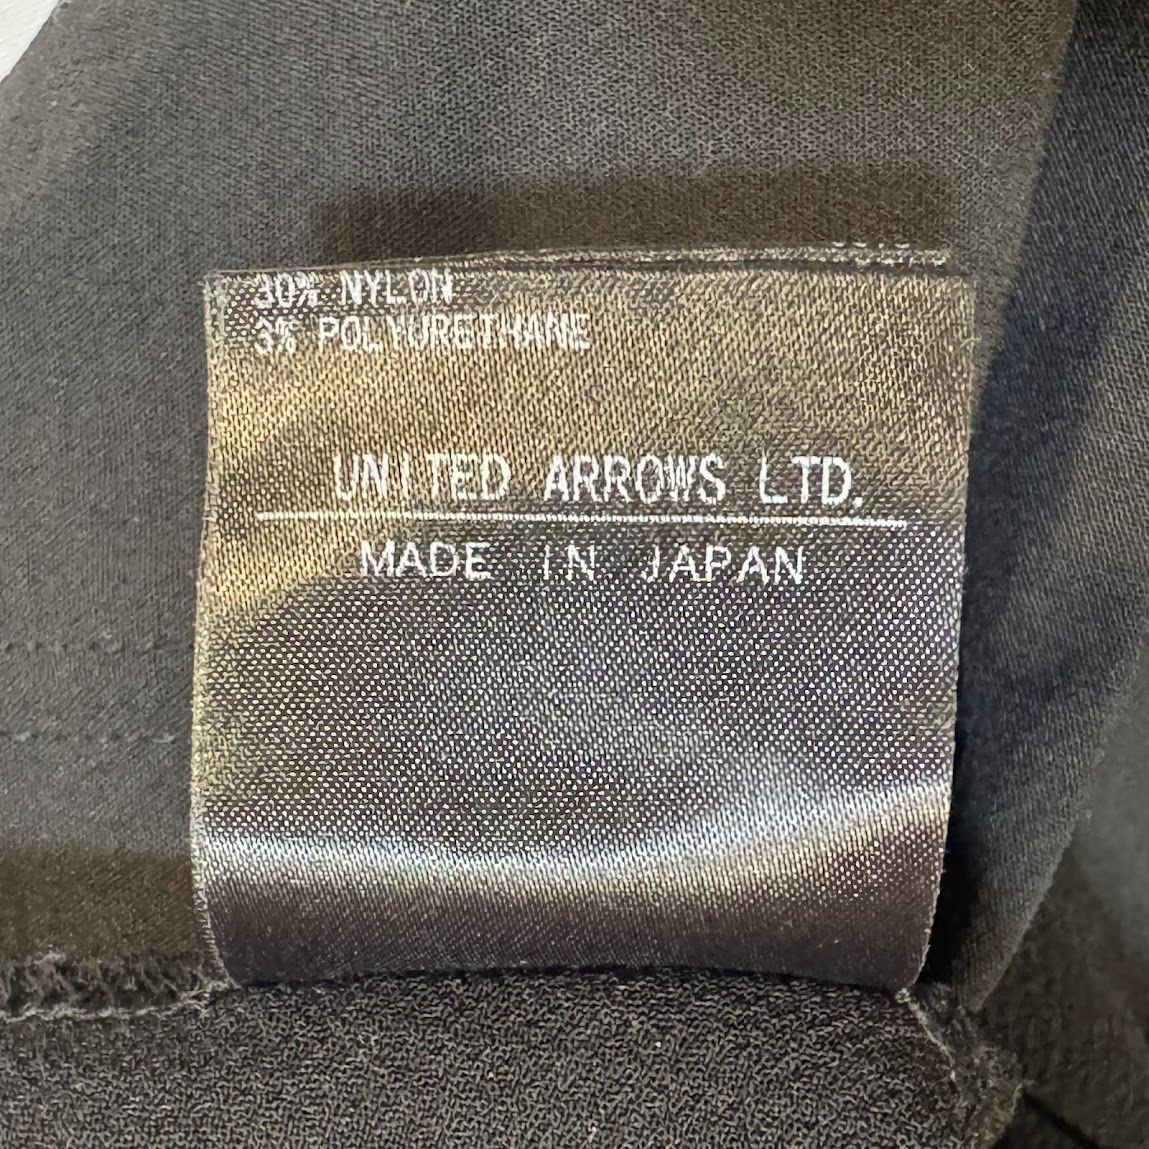 30% NYLON
3% POLYURETHANE
UNITED ARROWS LTD.
MADE IN JAPAN